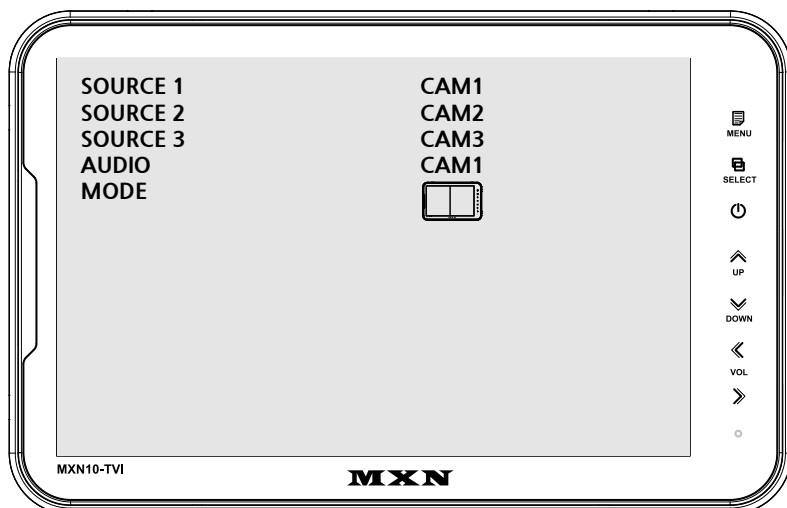 SOURCE 1 CAM1
SOURCE 2 CAM2
SOURCE 3 CAM3
AUDIO CAM1
MODE
MENU
SELECT
UP
DOWN
VOL
MXN10-TVI
MXN